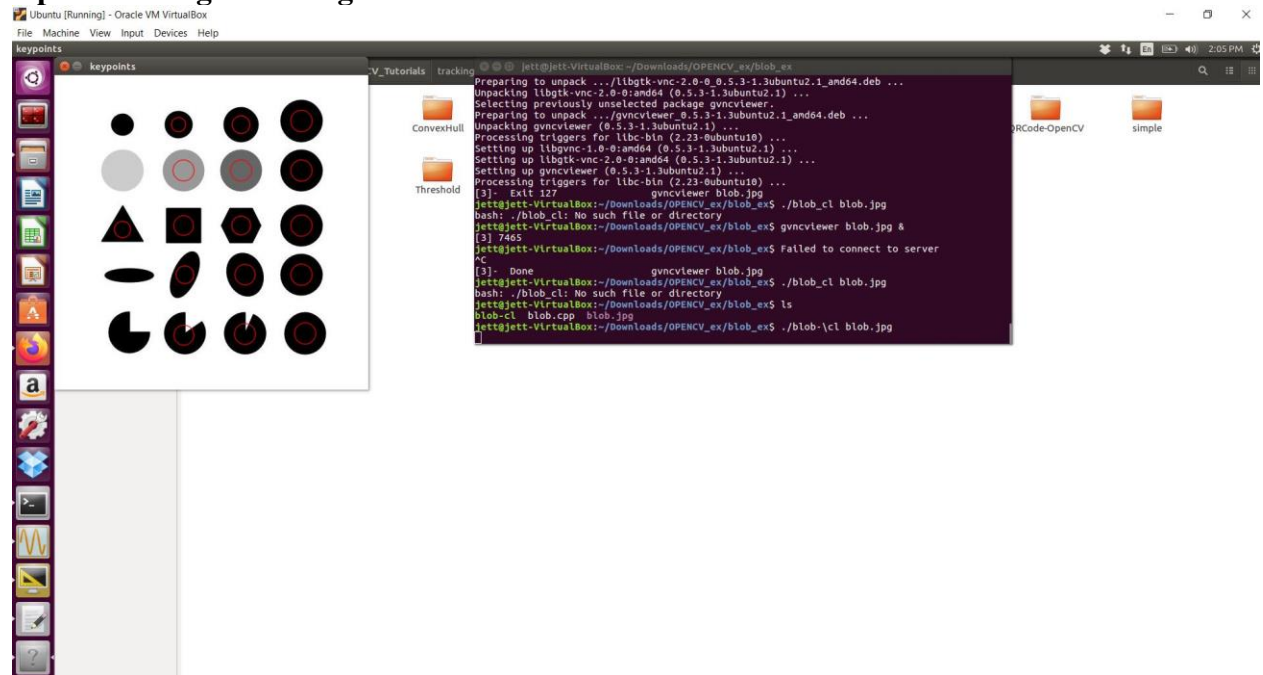 Ubuntu [Running] - Oracle VM VirtualBox
File Machine View Input Devices Help
keypoints
En
2:05 PM
keypoints
CV_Tutorials tracking
jett@jett-VirtualBox: ~/Downloads/OPENCV_ex/blob_ex
Preparing to unpack .../libgtk-vnc-2.0-0_0.5.3-1.3ubuntu2.1_amd64.deb ...
Unpacking libgtk-vnc-2.0-0:amd64 (0.5.3-1.3ubuntu2.1) ...
Selecting previously unselected package gvncviewer.
Preparing to unpack .../gvncviewer_0.5.3-1.3ubuntu2.1_amd64.deb ...
Unpacking gvncviewer (0.5.3-1.3ubuntu2.1) ...
Processing triggers for libc-bin (2.23-0ubuntu10) ...
Setting up libgvnc-1.0-0:amd64 (0.5.3-1.3ubuntu2.1) ...
Setting up libgtk-vnc-2.0-0:amd64 (0.5.3-1.3ubuntu2.1) ...
Setting up gvncviewer (0.5.3-1.3ubuntu2.1) ...
Processing triggers for libc-bin (2.23-0ubuntu10) ...
[3]- Exit 127 gvncviewer blob.jpg
jett@jett-VirtualBox:~/Downloads/OPENCV_ex/blob_ex$ ./blob_cl blob.jpg
bash: ./blob_cl: No such file or directory
jett@jett-VirtualBox:~/Downloads/OPENCV_ex/blob_ex$ gvncviewer blob.jpg &
[3] 7465
jett@jett-VirtualBox:~/Downloads/OPENCV_ex/blob_ex$ Failed to connect to server
^C
[3]- Done gvncviewer blob.jpg
jett@jett-VirtualBox:~/Downloads/OPENCV_ex/blob_ex$ ./blob_cl blob.jpg
bash: ./blob_cl: No such file or directory
jett@jett-VirtualBox:~/Downloads/OPENCV_ex/blob_ex$ ls
blob-cl blob.cpp blob.jpg
jett@jett-VirtualBox:~/Downloads/OPENCV_ex/blob_ex$ ./blob-\cl blob.jpg
ConvexHull
QRCode-OpenCV
simple
Threshold